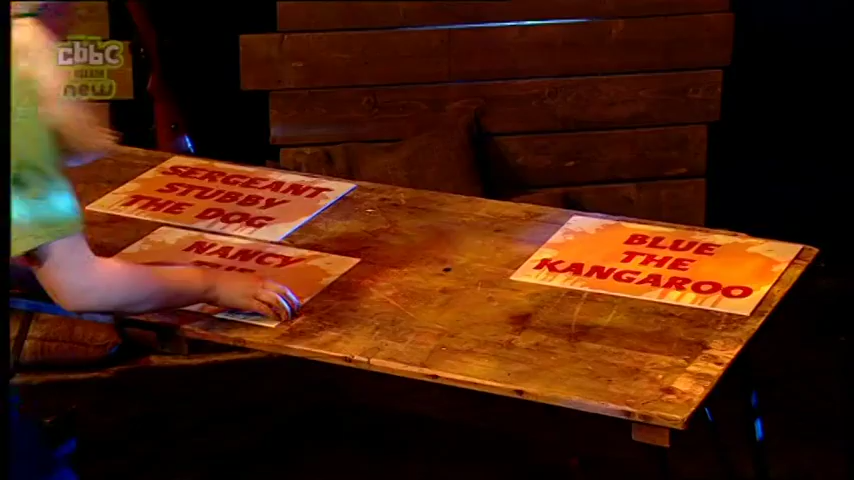 cbbc
new
SERGEANT
STUBBY
THE DOG
NANCY
BLUE
THE
KANGAROO